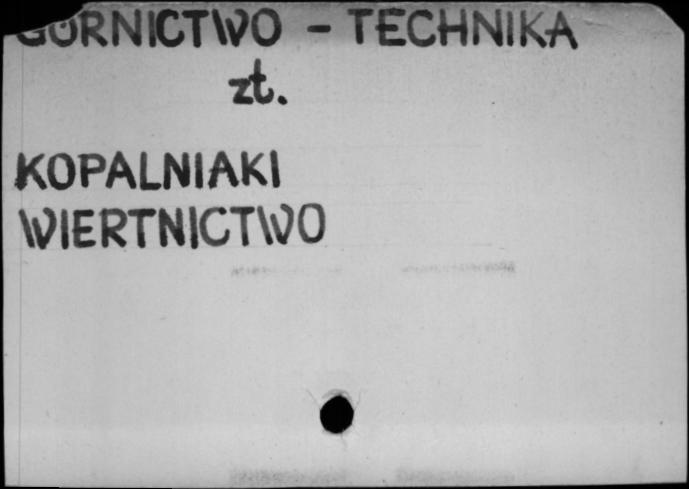 GÓRNICTWO - TECHNIKA
zt.
KOPALNIAKI
WIERTNICTWO